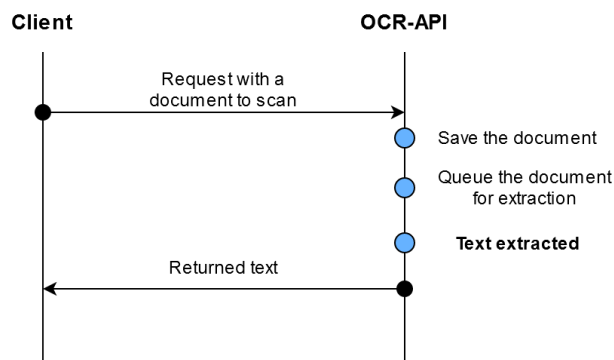 Client
OCR-API
Request with a
document to scan
Save the document
Queue the document
for extraction
Text extracted
Returned text